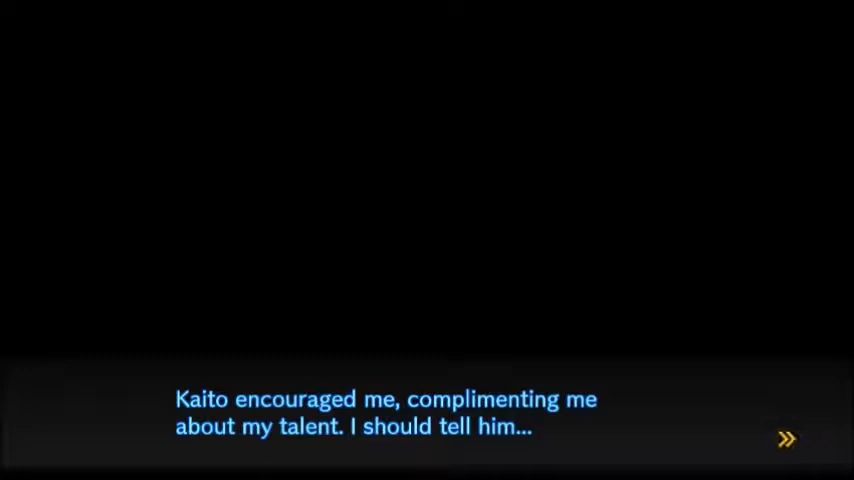 Kaito encouraged me, complimenting me
about my talent. I should tell him...